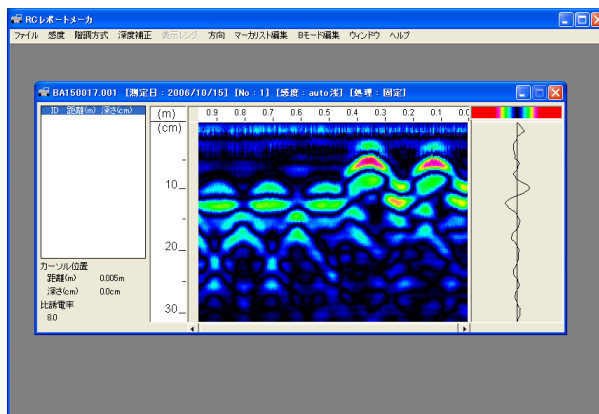 RCレポートメーカ
ファイル 感度 階調方式 深度補正 表示レンジ 方向 マーカリスト編集 Bモード編集 ウィンドウ ヘルプ
BA150017.001 [測定日：2006/10/15] [No：1] [感度：auto浅] [処理：固定]
ID 距離(m) 深さ(cm)
(m) 0.9 0.8 0.7 0.6 0.5 0.4 0.3 0.2 0.1 0.0
(cm)
10
20
30
カーソル位置
距離(m) 0.005m
深さ(cm) 0.0cm
比誘電率
8.0